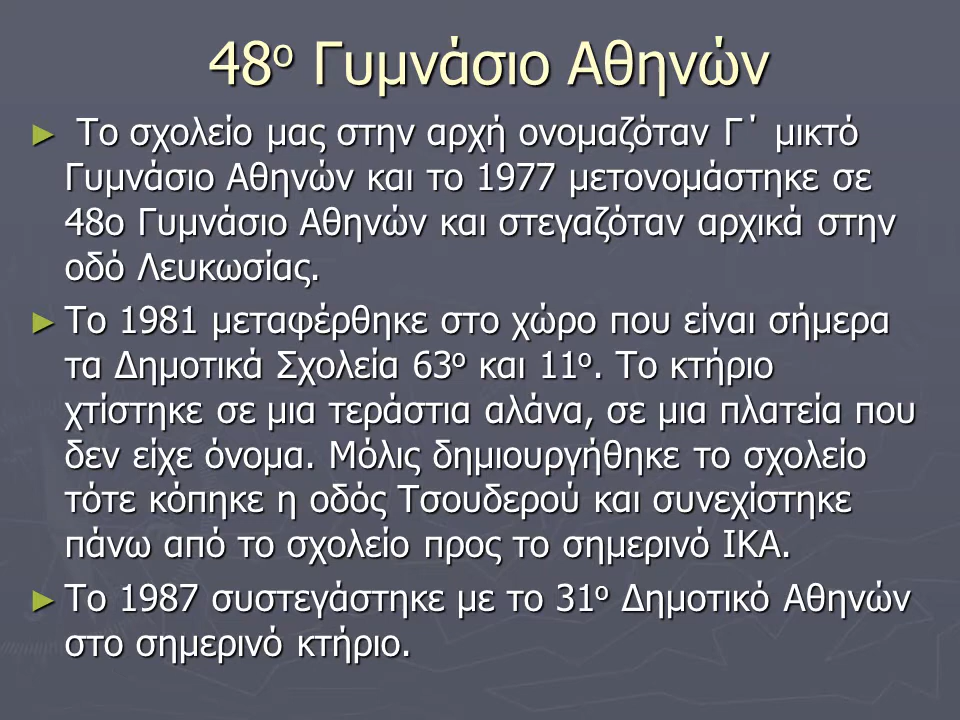 48ο Γυμνάσιο Αθηνών
► Το σχολείο μας στην αρχή ονομαζόταν Γ΄ μικτό
Γυμνάσιο Αθηνών και το 1977 μετονομάστηκε σε
48ο Γυμνάσιο Αθηνών και στεγαζόταν αρχικά στην
οδό Λευκωσίας.
► Το 1981 μεταφέρθηκε στο χώρο που είναι σήμερα
τα Δημοτικά Σχολεία 63ο και 11ο. Το κτήριο
χτίστηκε σε μια τεράστια αλάνα, σε μια πλατεία που
δεν είχε όνομα. Μόλις δημιουργήθηκε το σχολείο
τότε κόπηκε η οδός Τσουδερού και συνεχίστηκε
πάνω από το σχολείο προς το σημερινό ΙΚΑ.
► Το 1987 συστεγάστηκε με το 31ο Δημοτικό Αθηνών
στο σημερινό κτήριο.